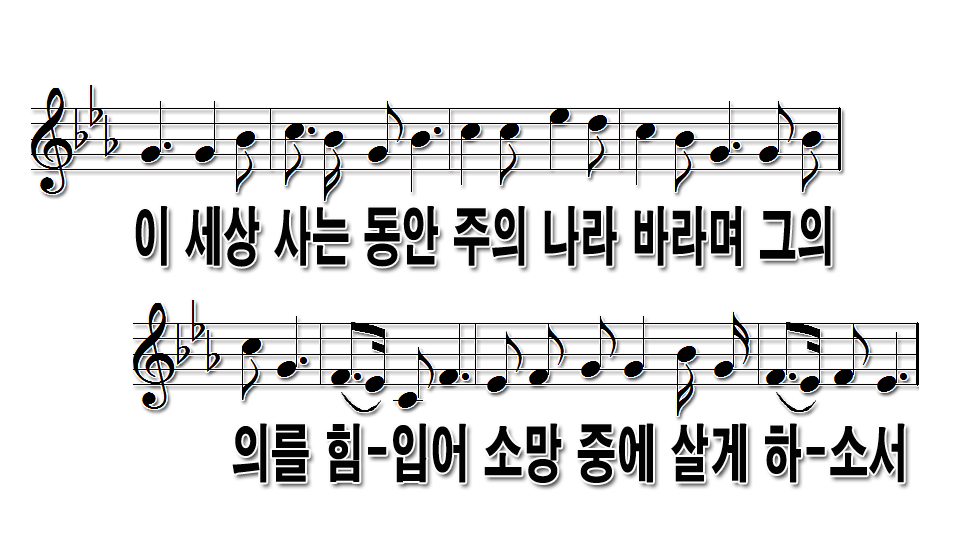 이 세상 사는 동안 주의 나라 바라며 그의
의를 힘-입어 소망 중에 살게 하-소서